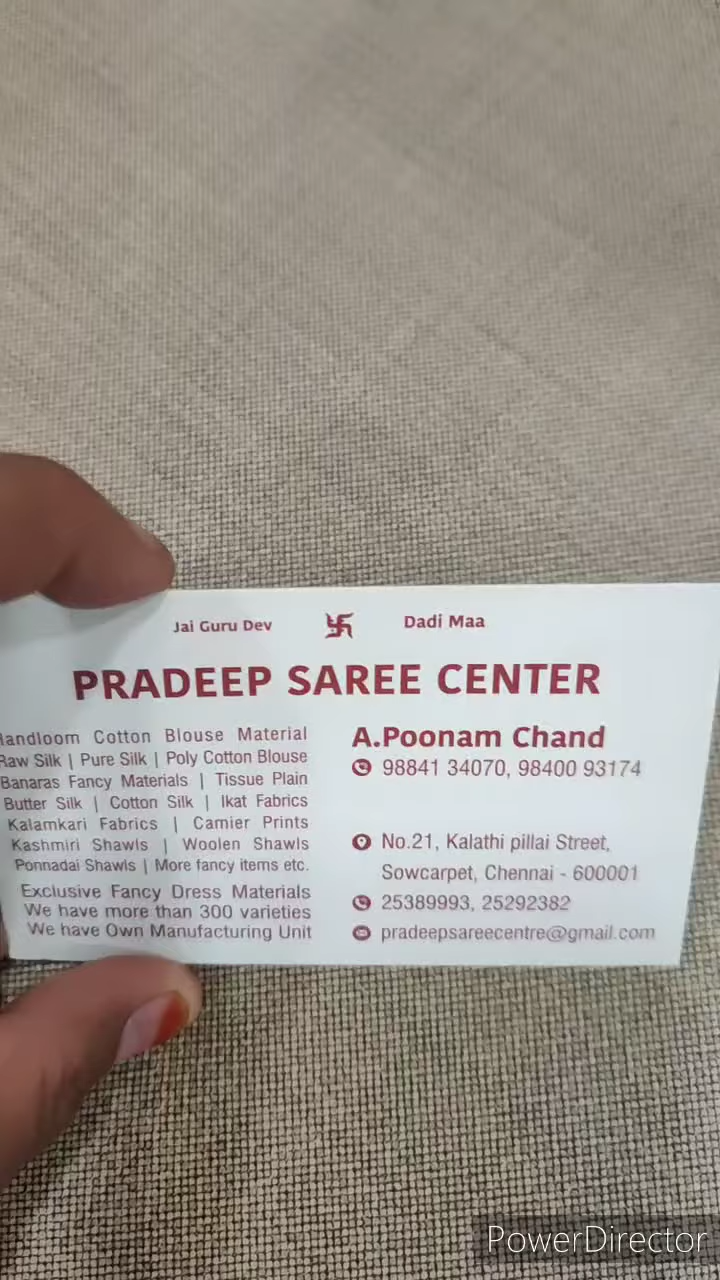 Jai Guru Dev 卐 Dadi Maa
PRADEEP SAREE CENTER
Handloom Cotton Blouse Material
Raw Silk | Pure Silk | Poly Cotton Blouse
Banaras Fancy Materials | Tissue Plain
Butter Silk | Cotton Silk | Ikat Fabrics
Kalamkari Fabrics | Camier Prints
Kashmiri Shawls | Woolen Shawls
Ponnadai Shawls | More fancy items etc.
Exclusive Fancy Dress Materials
We have more than 300 varieties
We have Own Manufacturing Unit
A.Poonam Chand
98841 34070, 98400 93174
No.21, Kalathi pillai Street,
Sowcarpet, Chennai - 600001
25389993, 25292382
pradeepsareecentre@gmail.com
PowerDirector